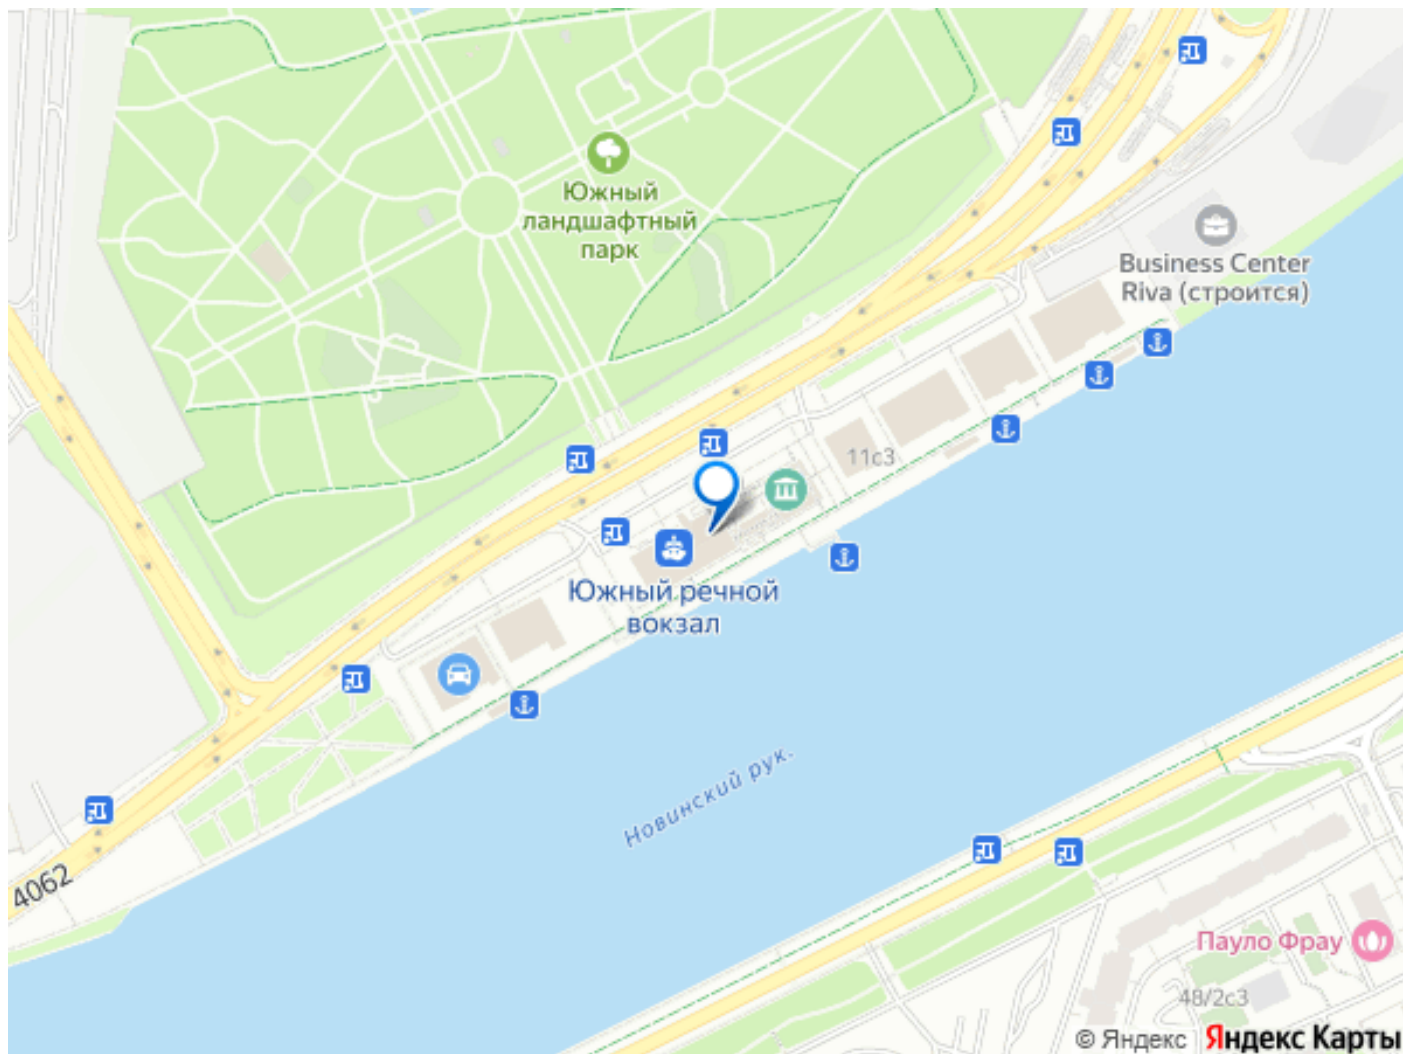 Южный
ландшафтный
парк
Business Center
Riva (строится)
11с3
Южный речной
вокзал
Новинский рук.
4062
Пауло Фрау
48/2с3
© Яндекс Яндекс Карты